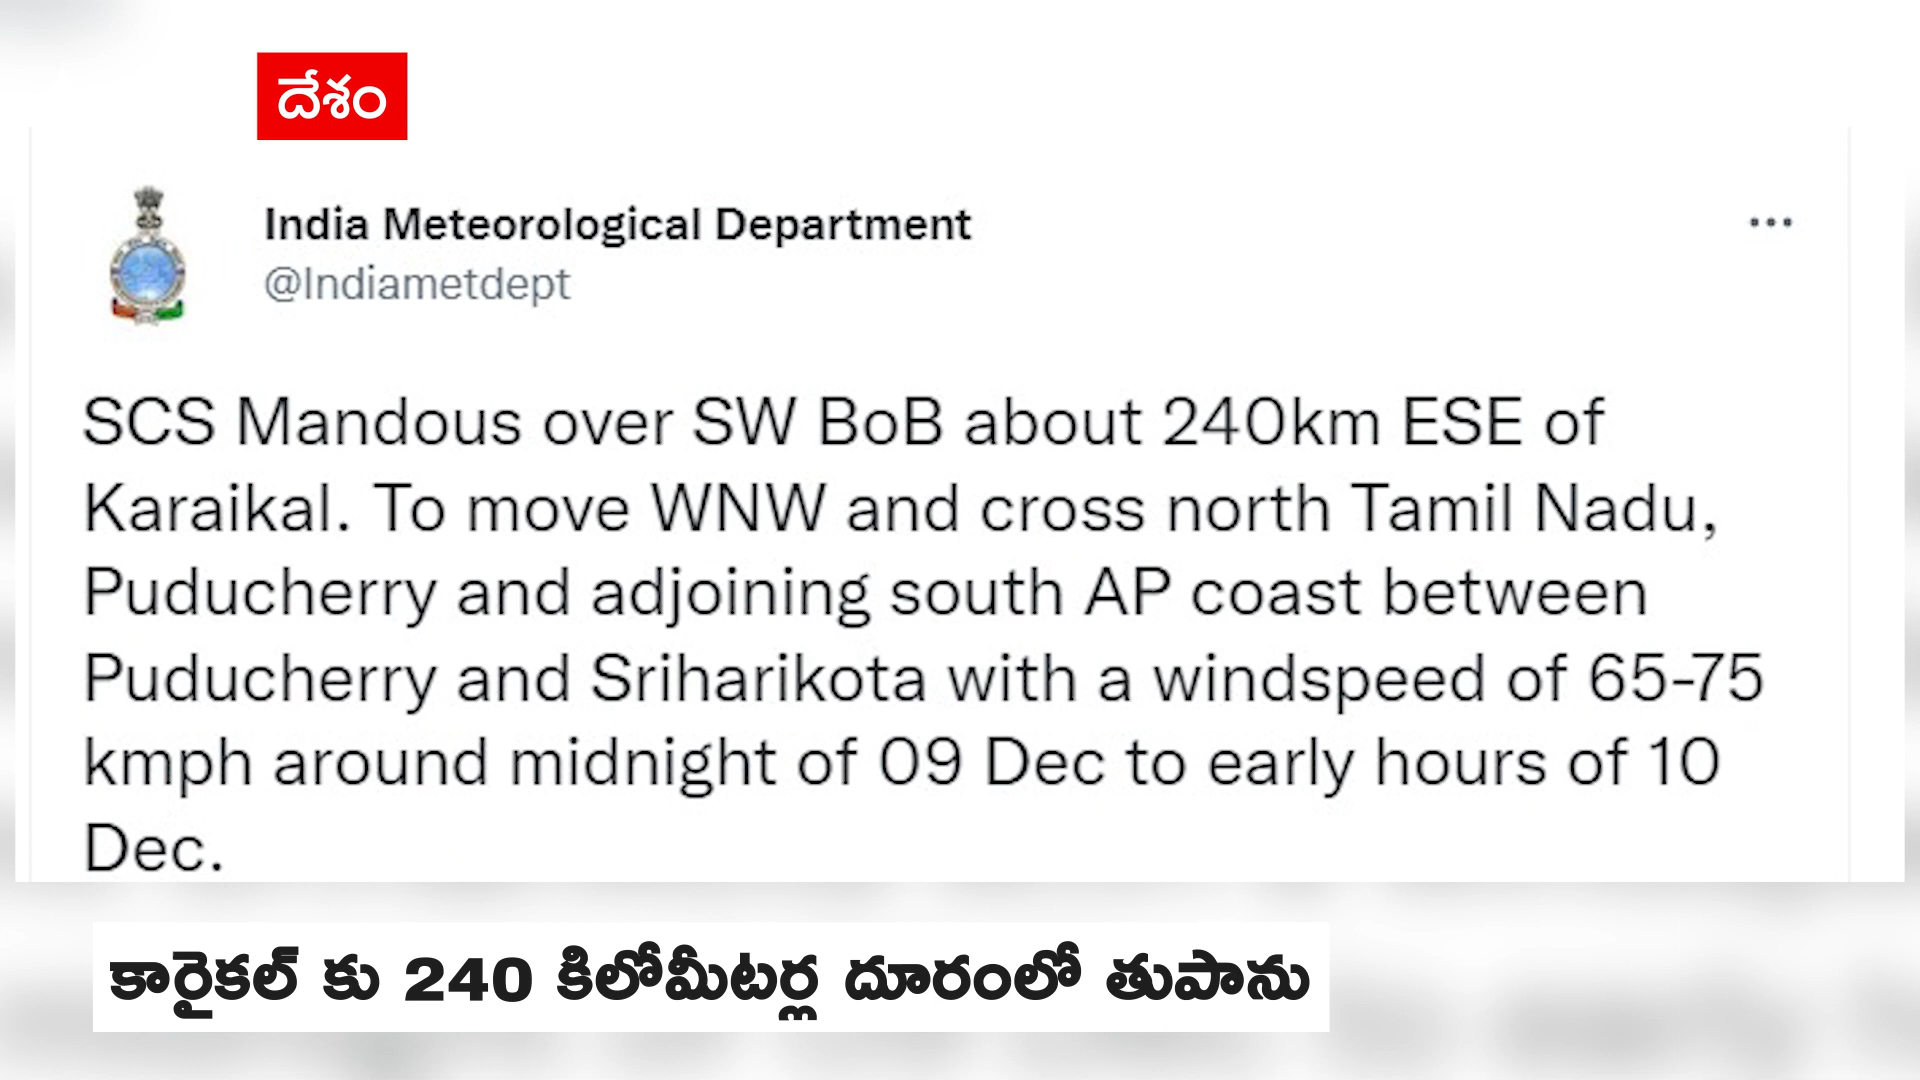 దేశం
India Meteorological Department
@Indiametdept
SCS Mandous over SW BoB about 240km ESE of
Karaikal. To move WNW and cross north Tamil Nadu,
Puducherry and adjoining south AP coast between
Puducherry and Sriharikota with a windspeed of 65-75
kmph around midnight of 09 Dec to early hours of 10
Dec.
కారైకల్ కు 240 కిలోమీటర్ల దూరంలో తుపాను